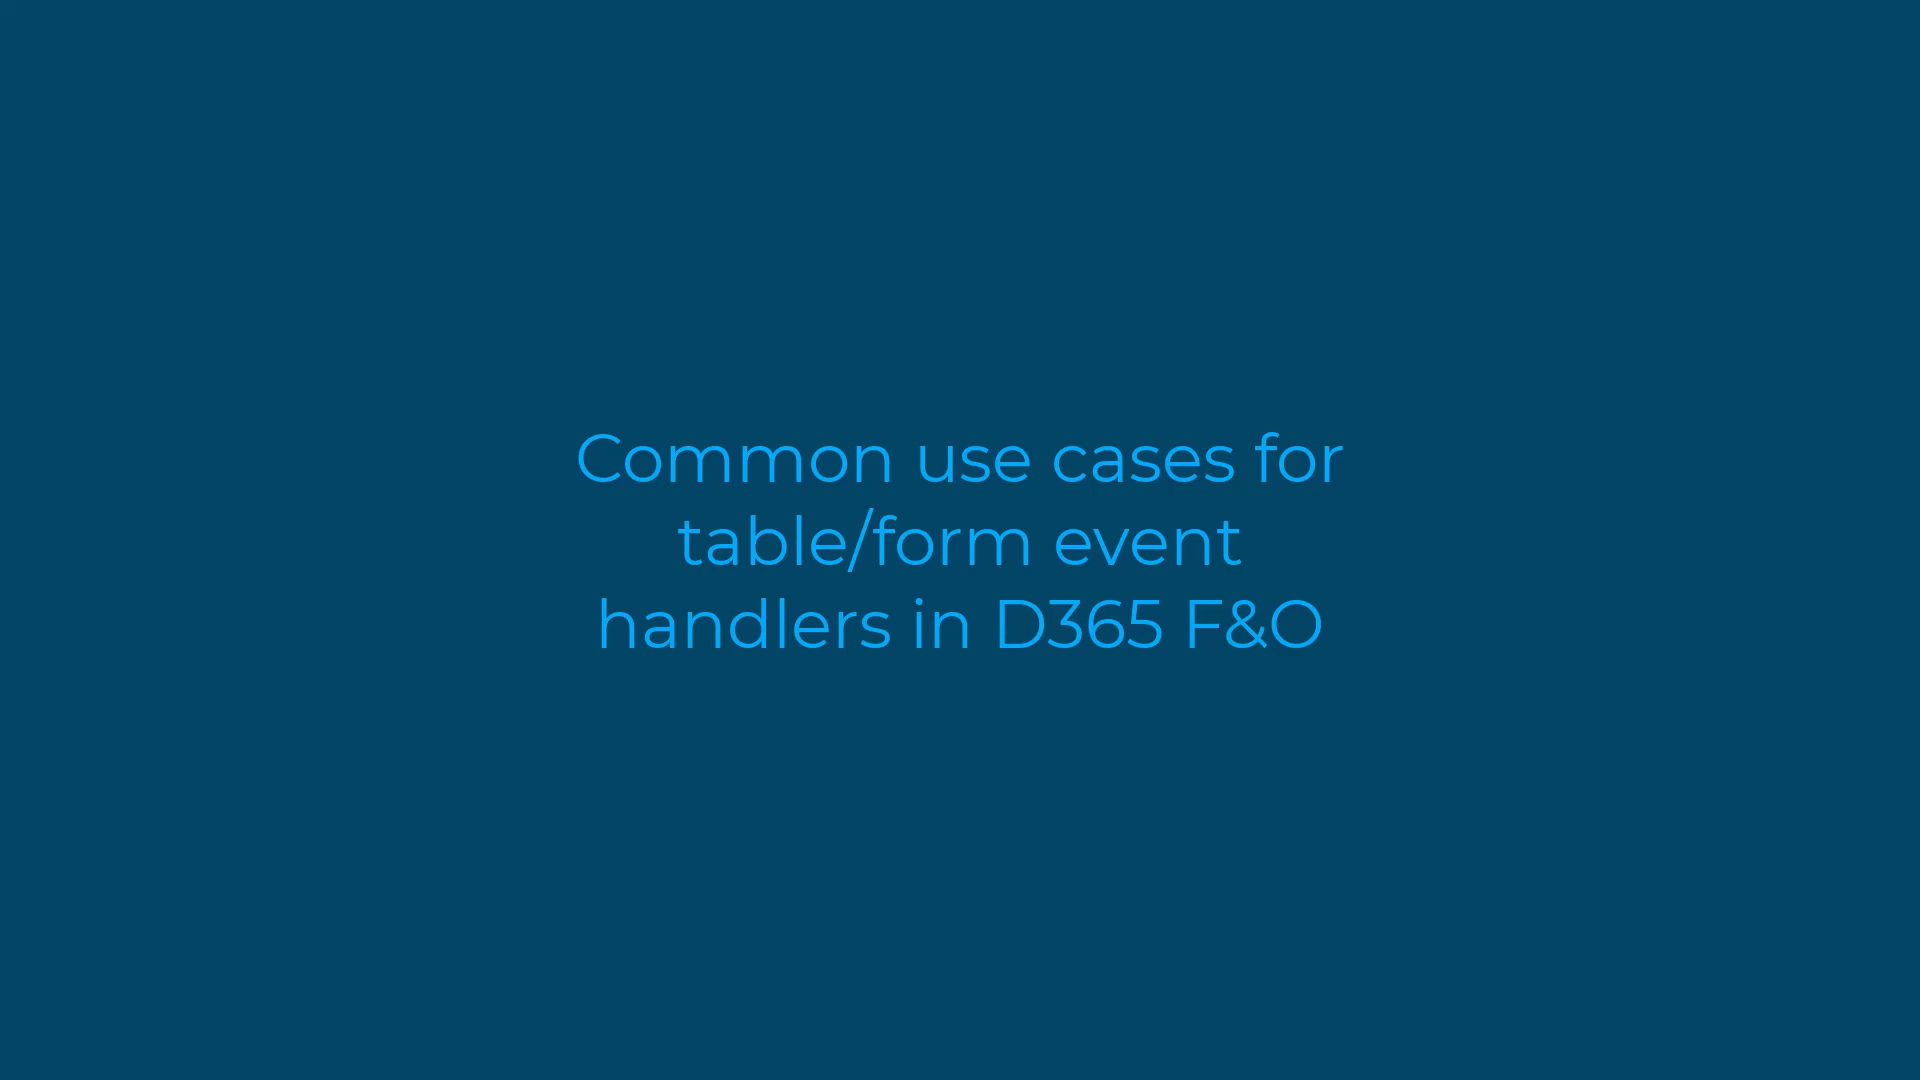 Common use cases for
table/form event
handlers in D365 F&O